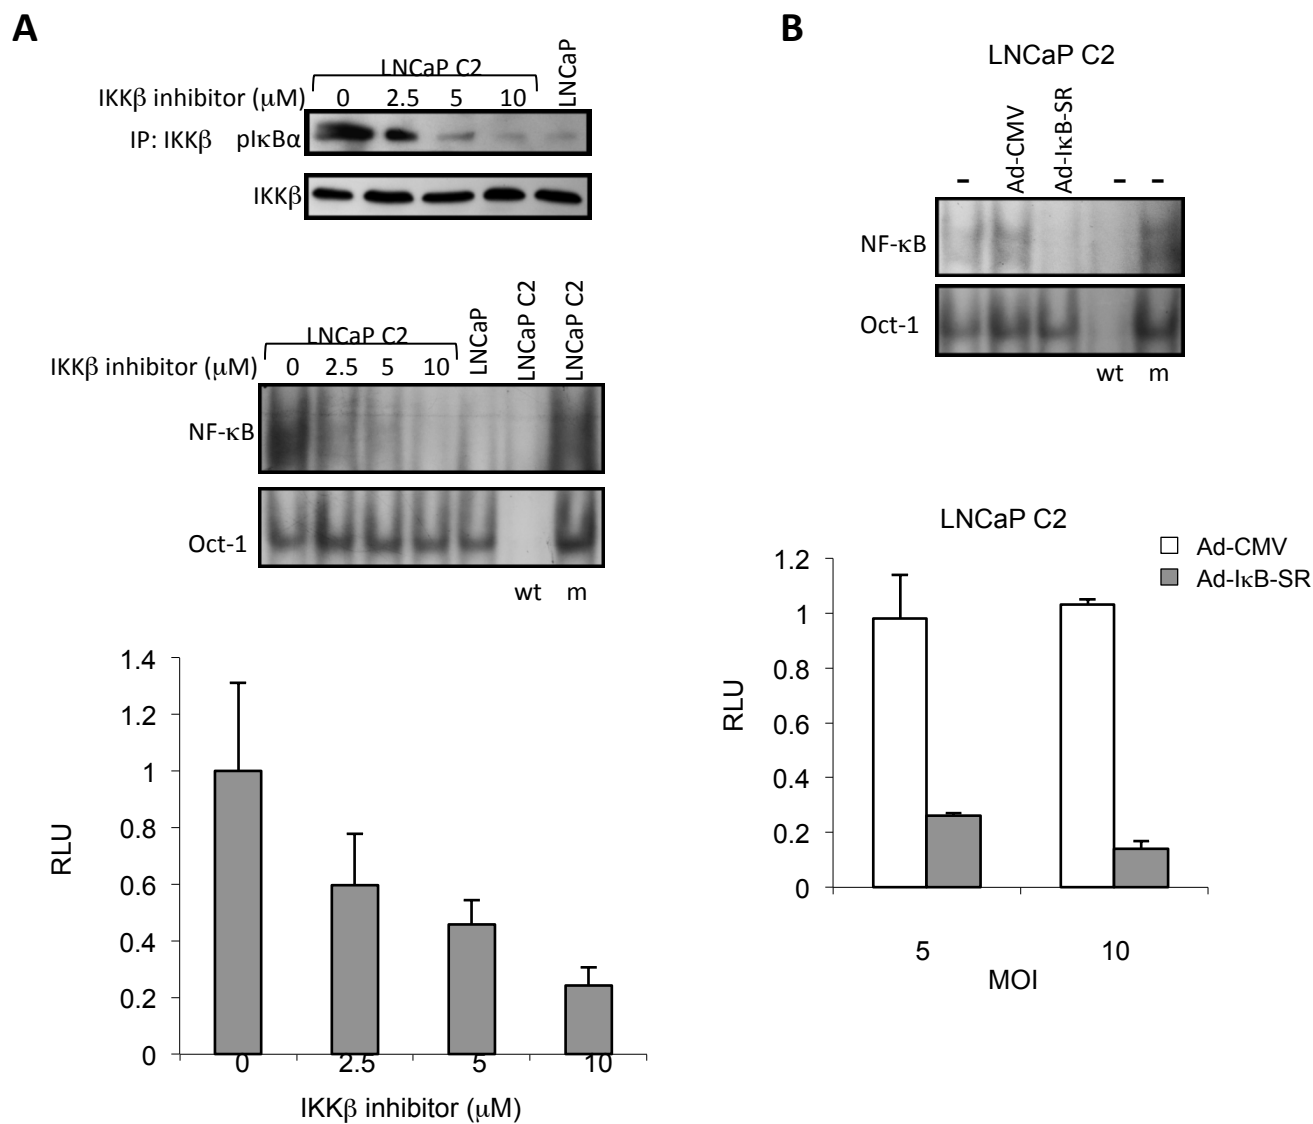 A
LNCaP C2
LNCaP
IKKβ inhibitor (μM) 0 2.5 5 10
IP: IKKβ pIκBα
IKKβ
LNCaP C2
LNCaP
LNCaP C2
LNCaP C2
IKKβ inhibitor (μM) 0 2.5 5 10
NF-κB
Oct-1
wt m
1.4
1.2
1
0.8
0.6
0.4
0.2
0
RLU
0 2.5 5 10
IKKβ inhibitor (μM)
B
LNCaP C2
– Ad-CMV Ad-IκB-SR – –
NF-κB
Oct-1
wt m
LNCaP C2
Ad-CMV
Ad-IκB-SR
1.2
1
0.8
0.6
0.4
0.2
0
RLU
5 10
MOI